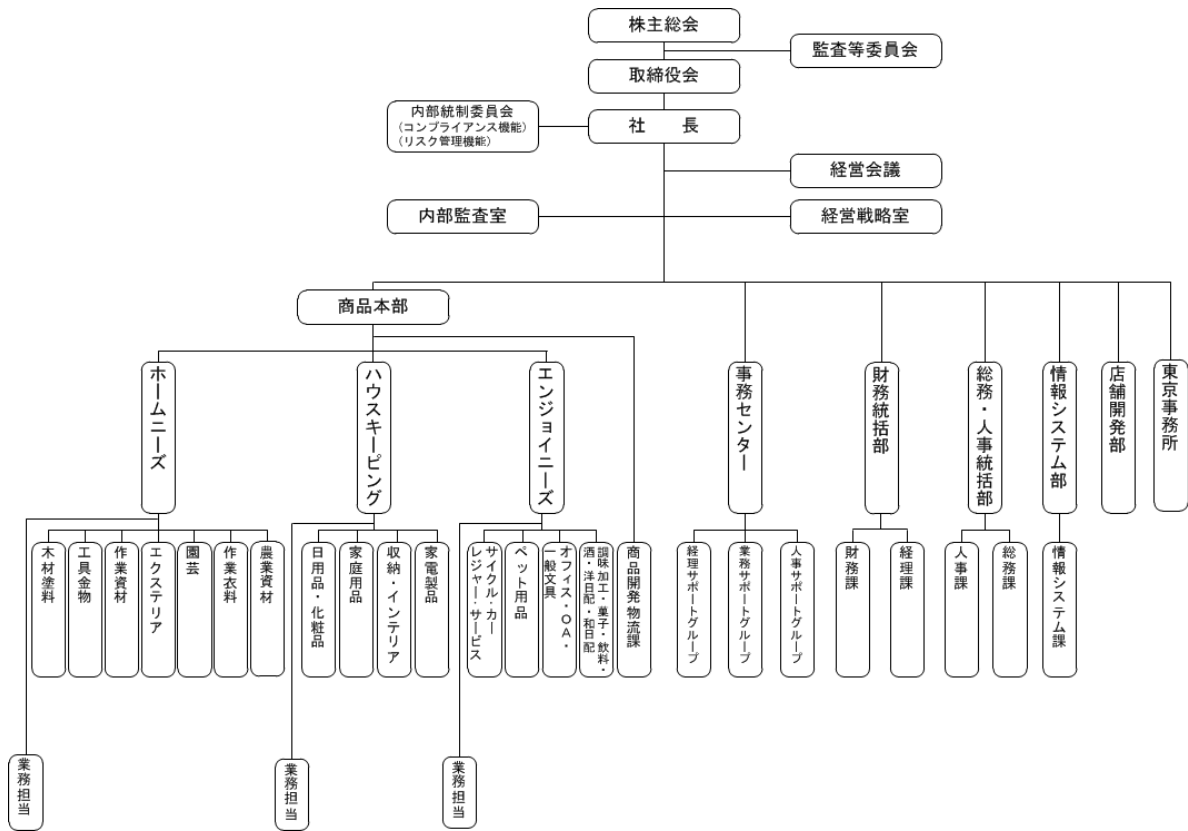 株主総会
監査等委員会
取締役会
内部統制委員会
（コンプライアンス機能）
（リスク管理機能）
社　　長
経営会議
内部監査室
経営戦略室
商品本部
ホームニーズ
ハウスキーピング
エンジョイニーズ
事務センター
財務統括部
総務・人事統括部
情報システム部
店舗開発部
東京事務所
木材塗料
工具金物
作業資材
エクステリア
園芸
作業衣料
農業資材
日用品・化粧品
家庭用品
収納・インテリア
家電製品
サイクル・カー
レジャー・サービス
ペット用品
オフィス・ＯＡ・
一般文具
調味加工・菓子・飲料・
酒・洋日配・和日配
商品開発物流課
経理サポートグループ
業務サポートグループ
人事サポートグループ
財務課
経理課
人事課
総務課
情報システム課
業務担当
業務担当
業務担当